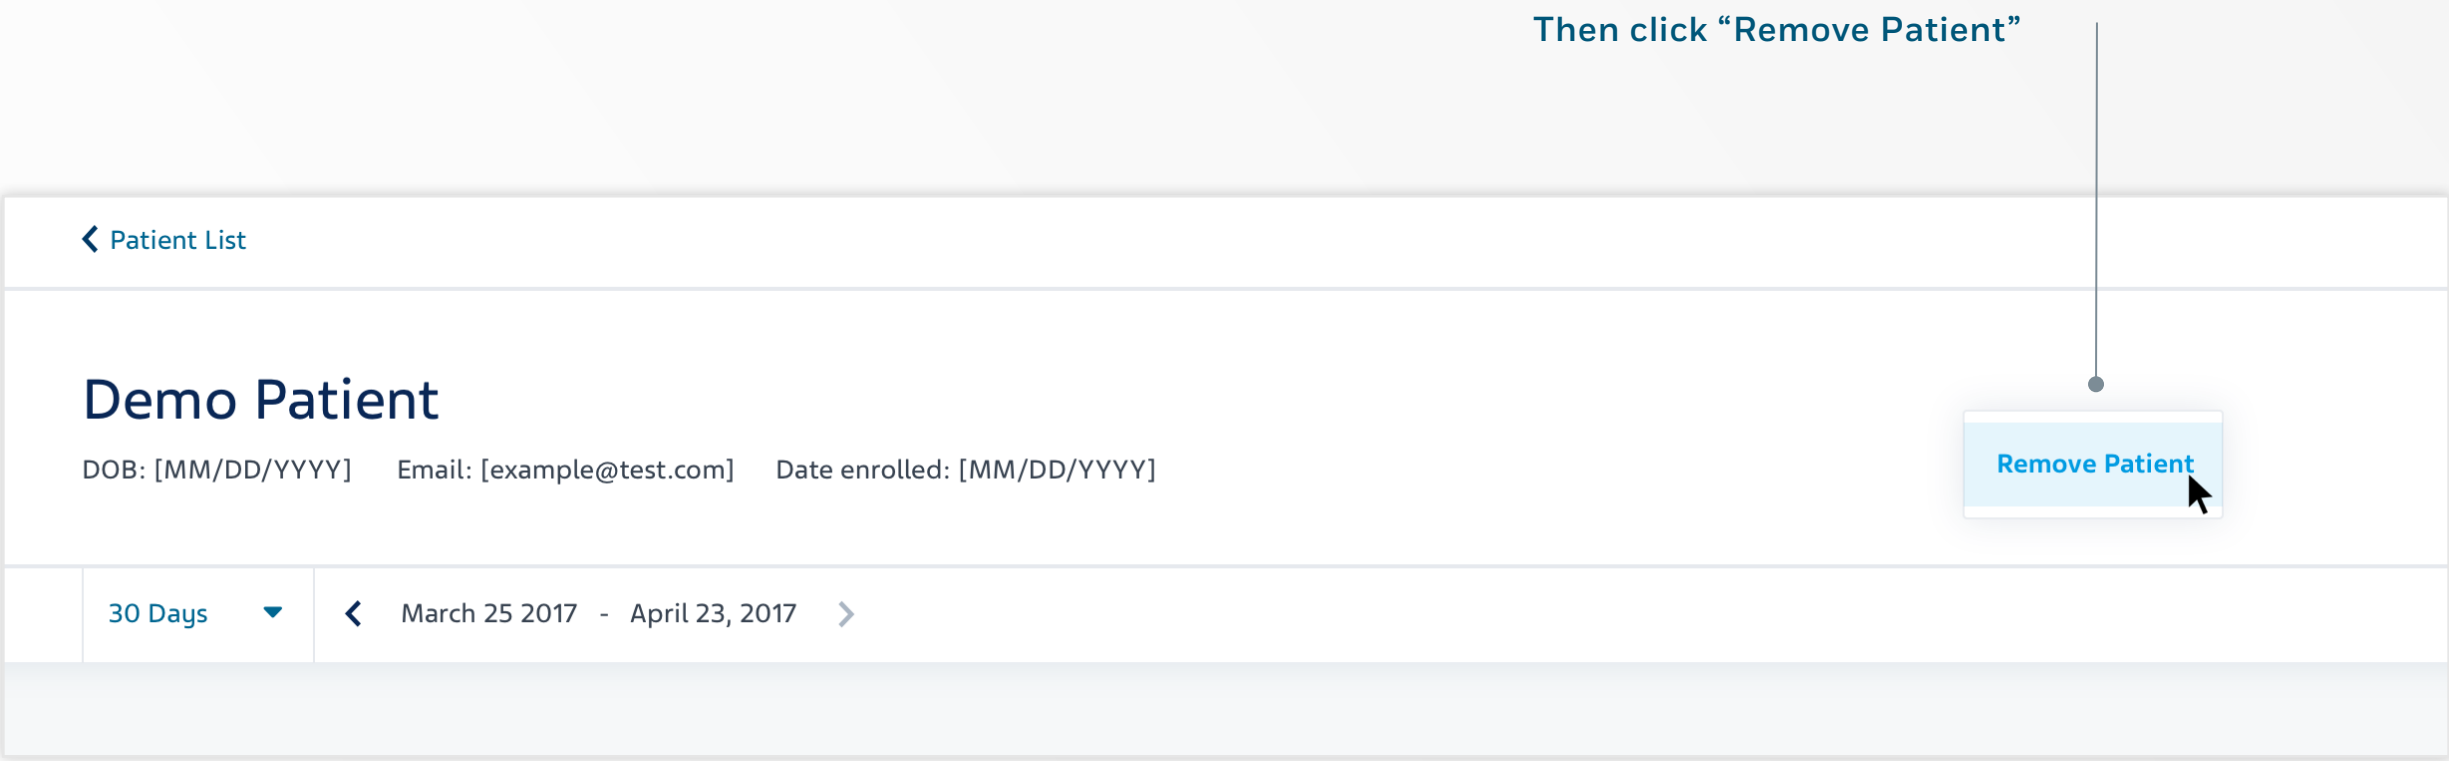 Then click “Remove Patient”
Patient List
Demo Patient
DOB: [MM/DD/YYYY] Email: [example@test.com] Date enrolled: [MM/DD/YYYY]
Remove Patient
30 Days March 25 2017 - April 23, 2017